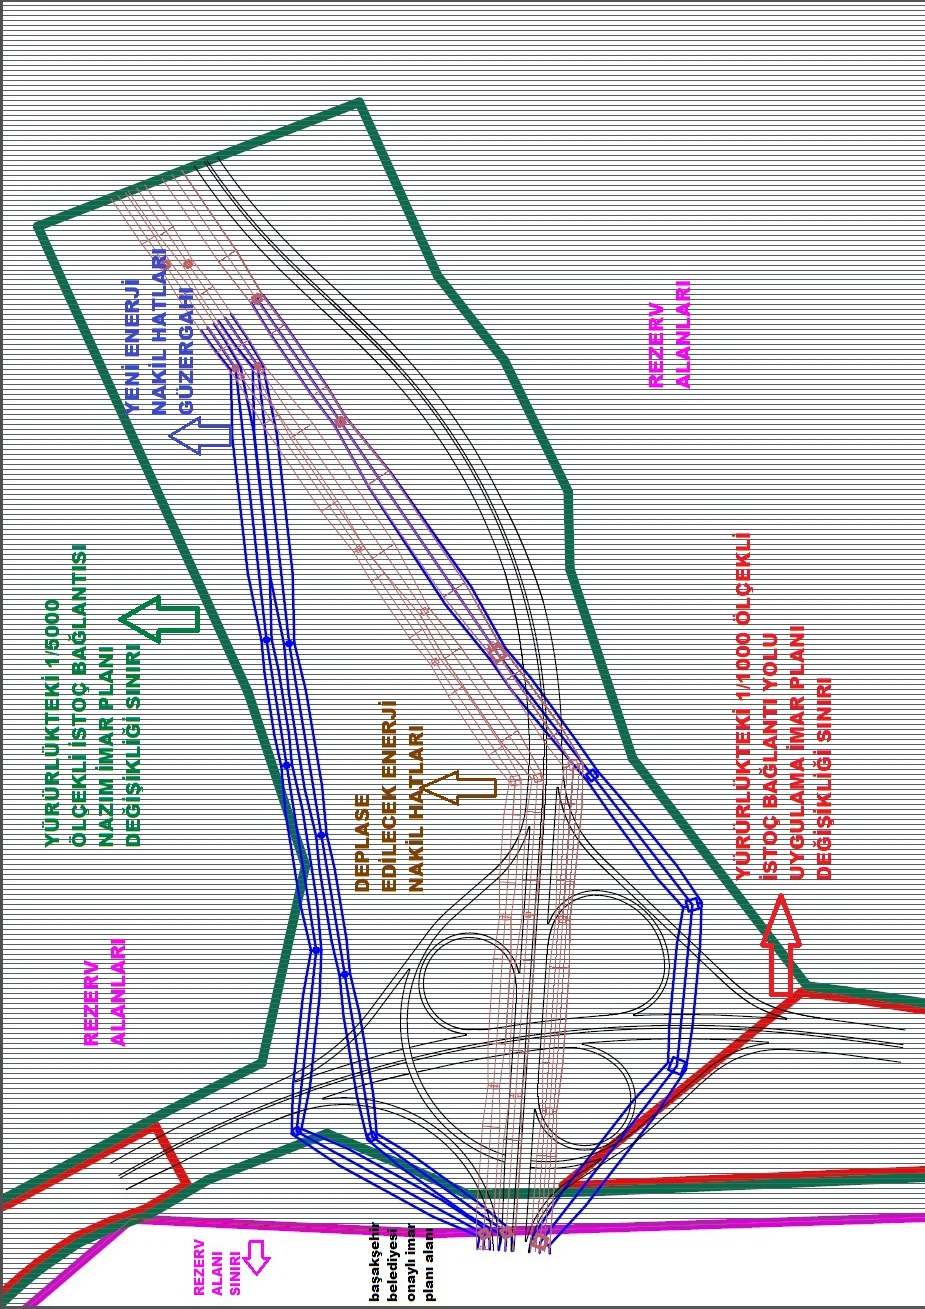 YENİ ENERJİ
NAKİL HATLARI
GÜZERGAHI
REZERV
ALANLARI
YÜRÜRLÜKTEKİ 1/5000
ÖLÇEKLİ İSTOÇ BAĞLANTISI
NAZIM İMAR PLANI
DEĞİŞİKLİĞİ SINIRI
DEPLASE
EDİLECEK ENERJİ
NAKİL HATLARI
YÜRÜRLÜKTEKİ 1/1000 ÖLÇEKLİ
İSTOÇ BAĞLANTI YOLU
UYGULAMA İMAR PLANI
DEĞİŞİKLİĞİ SINIRI
REZERV
ALANLARI
REZERV
ALANI
SINIRI
başakşehir
belediyesi
onaylı imar
planı alanı